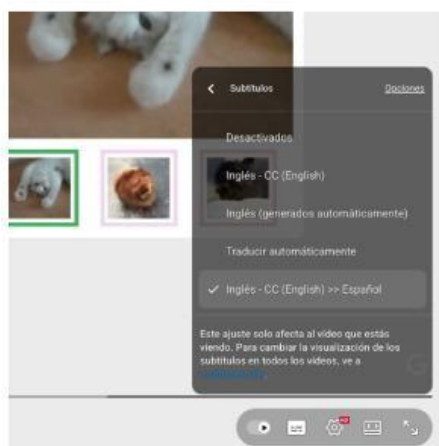 Subtítulos
Opciones
Desactivados
Inglés - CC (English)
Inglés (generados automáticamente)
Traducir automáticamente
Inglés - CC (English) >> Español
Este ajuste solo afecta al vídeo que estás
viendo. Para cambiar la visualización de los
subtítulos en todos los vídeos, ve a